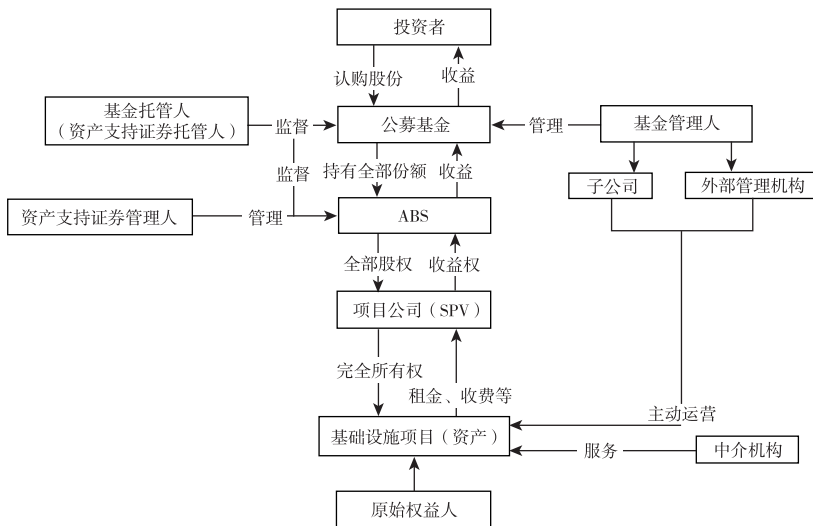 投资者
认购股份
收益
基金托管人
（资产支持证券托管人）
监督
公募基金
管理
基金管理人
监督
持有全部份额
收益
子公司
外部管理机构
资产支持证券管理人
管理
ABS
全部股权
收益权
项目公司（SPV）
完全所有权
租金、收费等
主动运营
基础设施项目（资产）
服务
中介机构
原始权益人